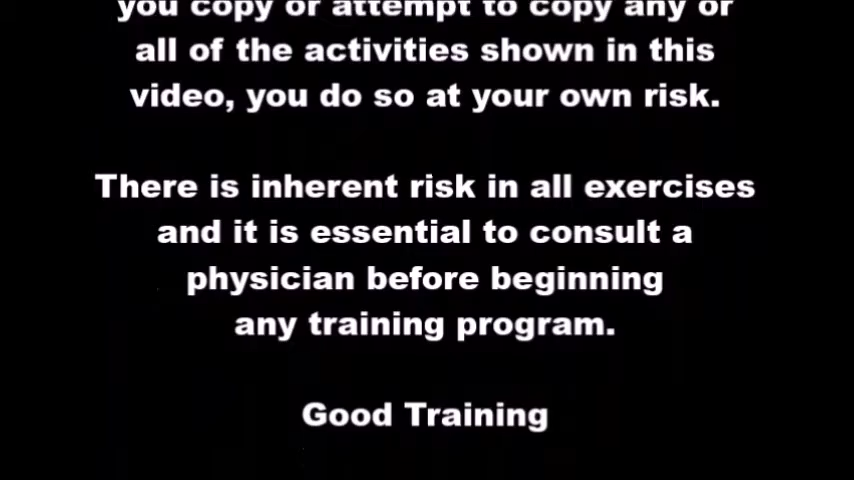 you copy or attempt to copy any or
all of the activities shown in this
video, you do so at your own risk.
There is inherent risk in all exercises
and it is essential to consult a
physician before beginning
any training program.
Good Training